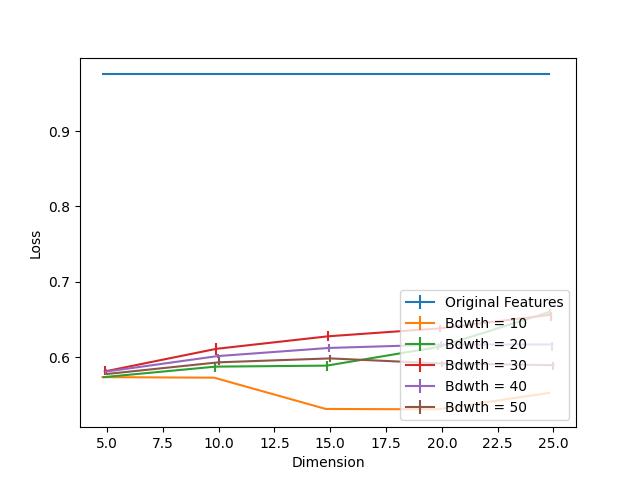 0.9
0.8
0.7
0.6
Loss
Original Features
Bdwth = 10
Bdwth = 20
Bdwth = 30
Bdwth = 40
Bdwth = 50
5.0 7.5 10.0 12.5 15.0 17.5 20.0 22.5 25.0
Dimension